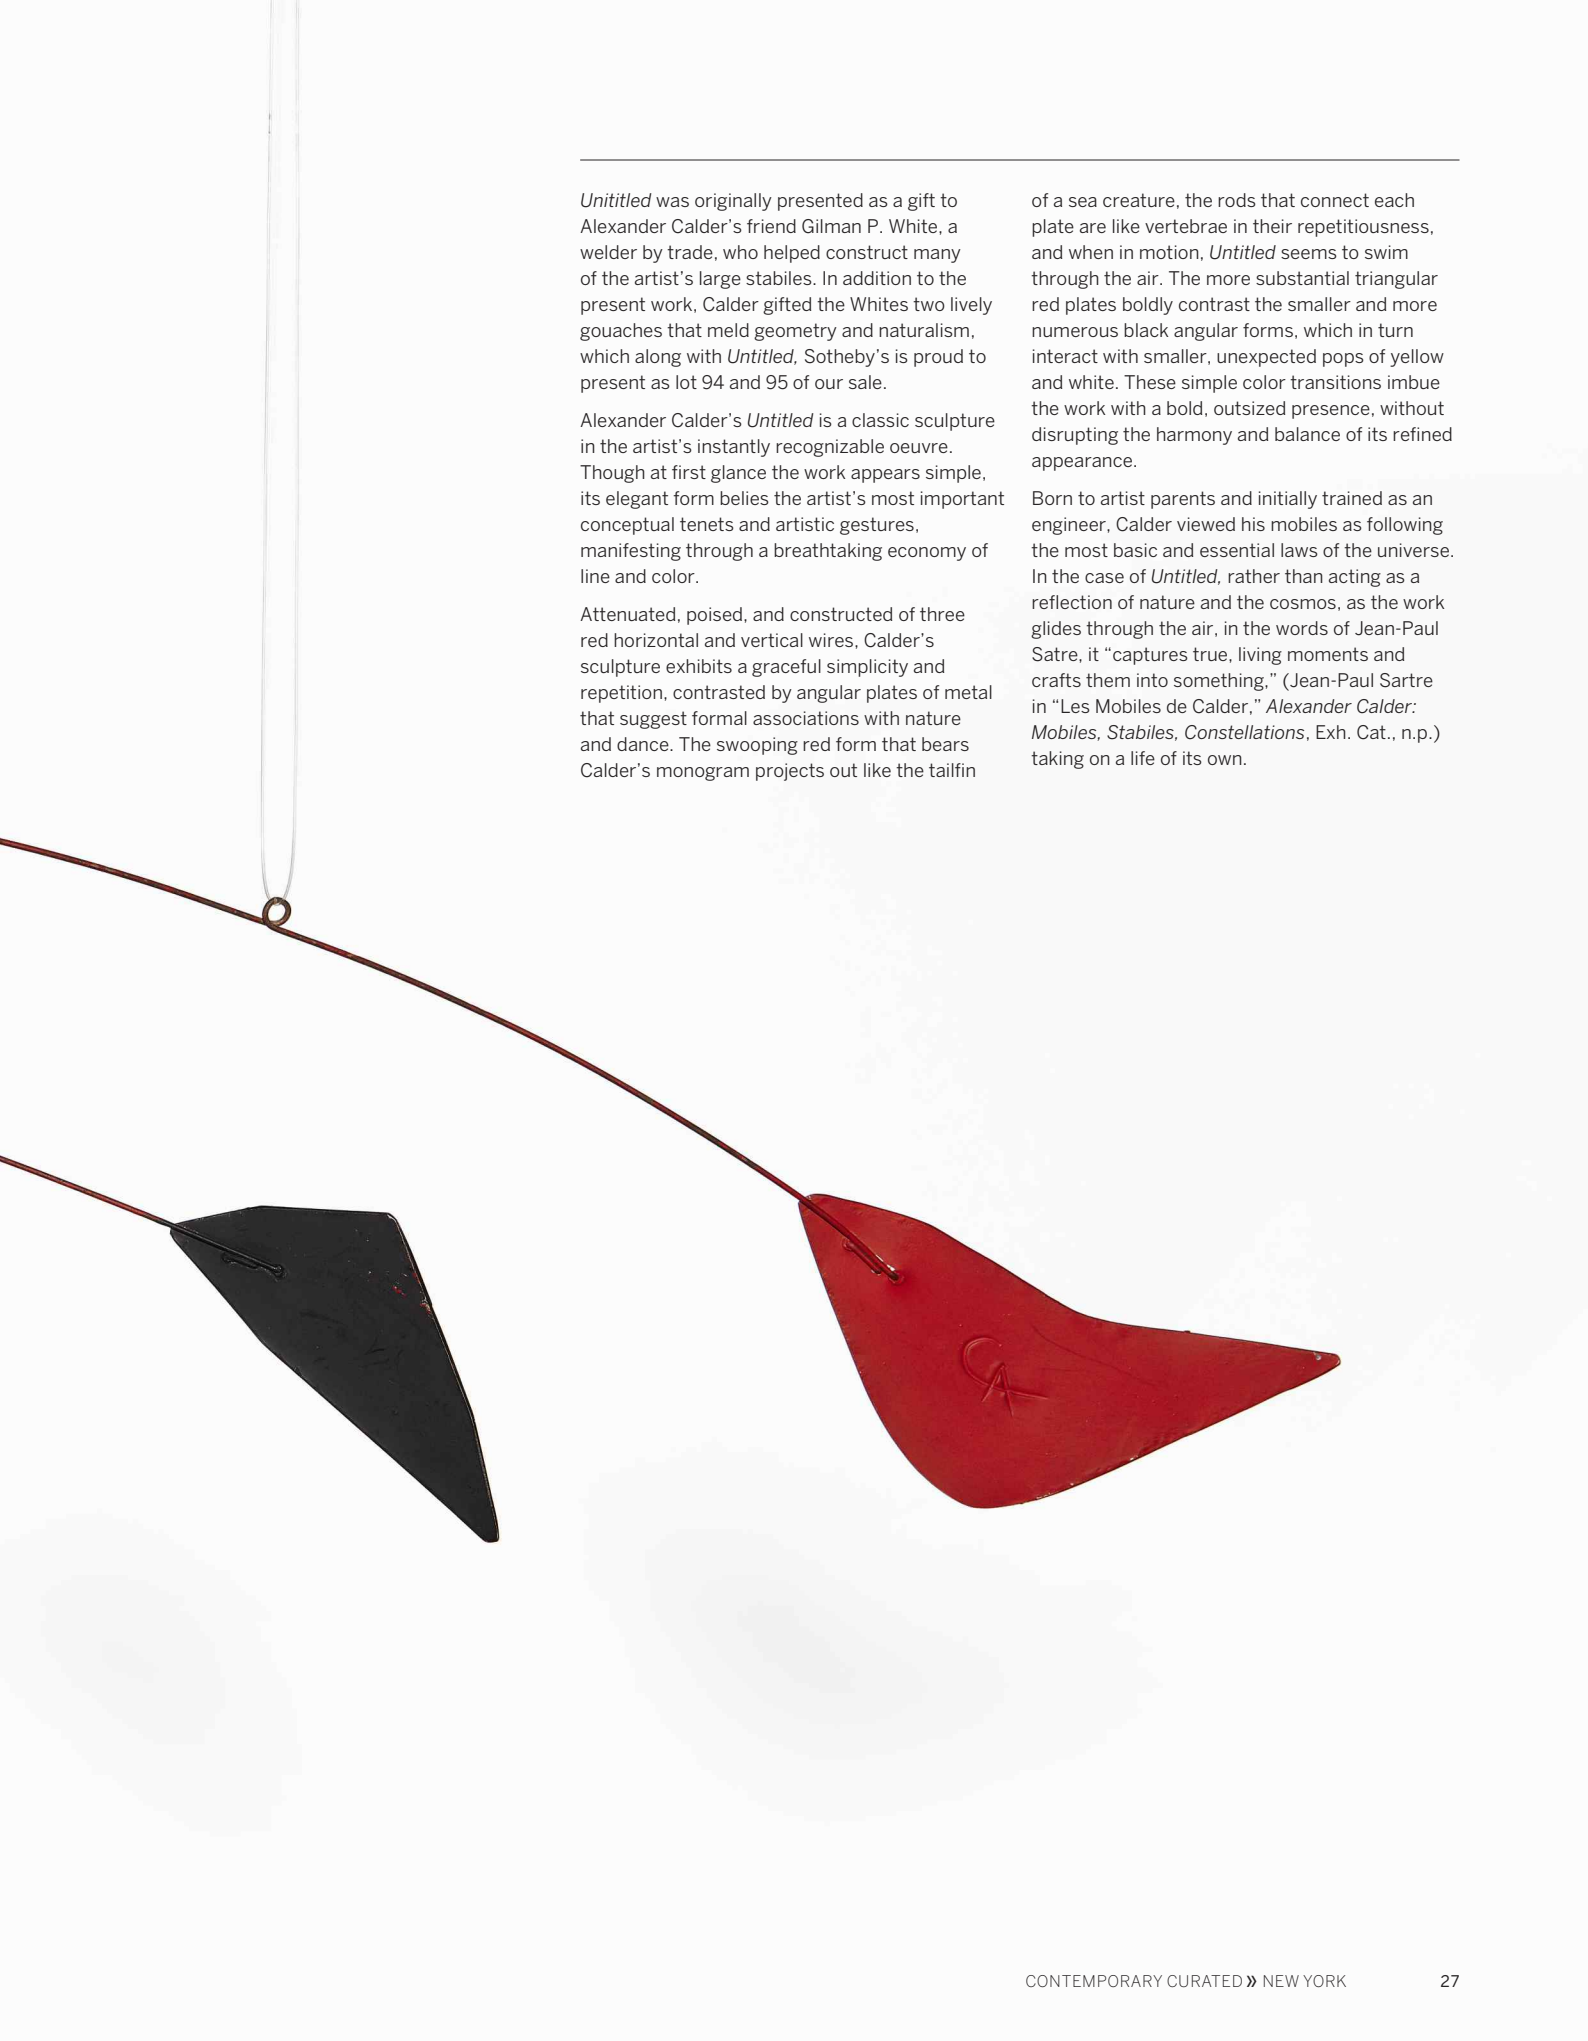 Unititled was originally presented as a gift to
Alexander Calder’s friend Gilman P. White, a
welder by trade, who helped construct many
of the artist’s large stabiles. In addition to the
present work, Calder gifted the Whites two lively
gouaches that meld geometry and naturalism,
which along with Untitled, Sotheby’s is proud to
present as lot 94 and 95 of our sale.
Alexander Calder’s Untitled is a classic sculpture
in the artist’s instantly recognizable oeuvre.
Though at first glance the work appears simple,
its elegant form belies the artist’s most important
conceptual tenets and artistic gestures,
manifesting through a breathtaking economy of
line and color.
Attenuated, poised, and constructed of three
red horizontal and vertical wires, Calder’s
sculpture exhibits a graceful simplicity and
repetition, contrasted by angular plates of metal
that suggest formal associations with nature
and dance. The swooping red form that bears
Calder’s monogram projects out like the tailfin
of a sea creature, the rods that connect each
plate are like vertebrae in their repetitiousness,
and when in motion, Untitled seems to swim
through the air. The more substantial triangular
red plates boldly contrast the smaller and more
numerous black angular forms, which in turn
interact with smaller, unexpected pops of yellow
and white. These simple color transitions imbue
the work with a bold, outsized presence, without
disrupting the harmony and balance of its refined
appearance.
Born to artist parents and initially trained as an
engineer, Calder viewed his mobiles as following
the most basic and essential laws of the universe.
In the case of Untitled, rather than acting as a
reflection of nature and the cosmos, as the work
glides through the air, in the words of Jean-Paul
Satre, it “captures true, living moments and
crafts them into something,” (Jean-Paul Sartre
in “Les Mobiles de Calder,” Alexander Calder:
Mobiles, Stabiles, Constellations, Exh. Cat., n.p.)
taking on a life of its own.
CA
CONTEMPORARY CURATED » NEW YORK 27